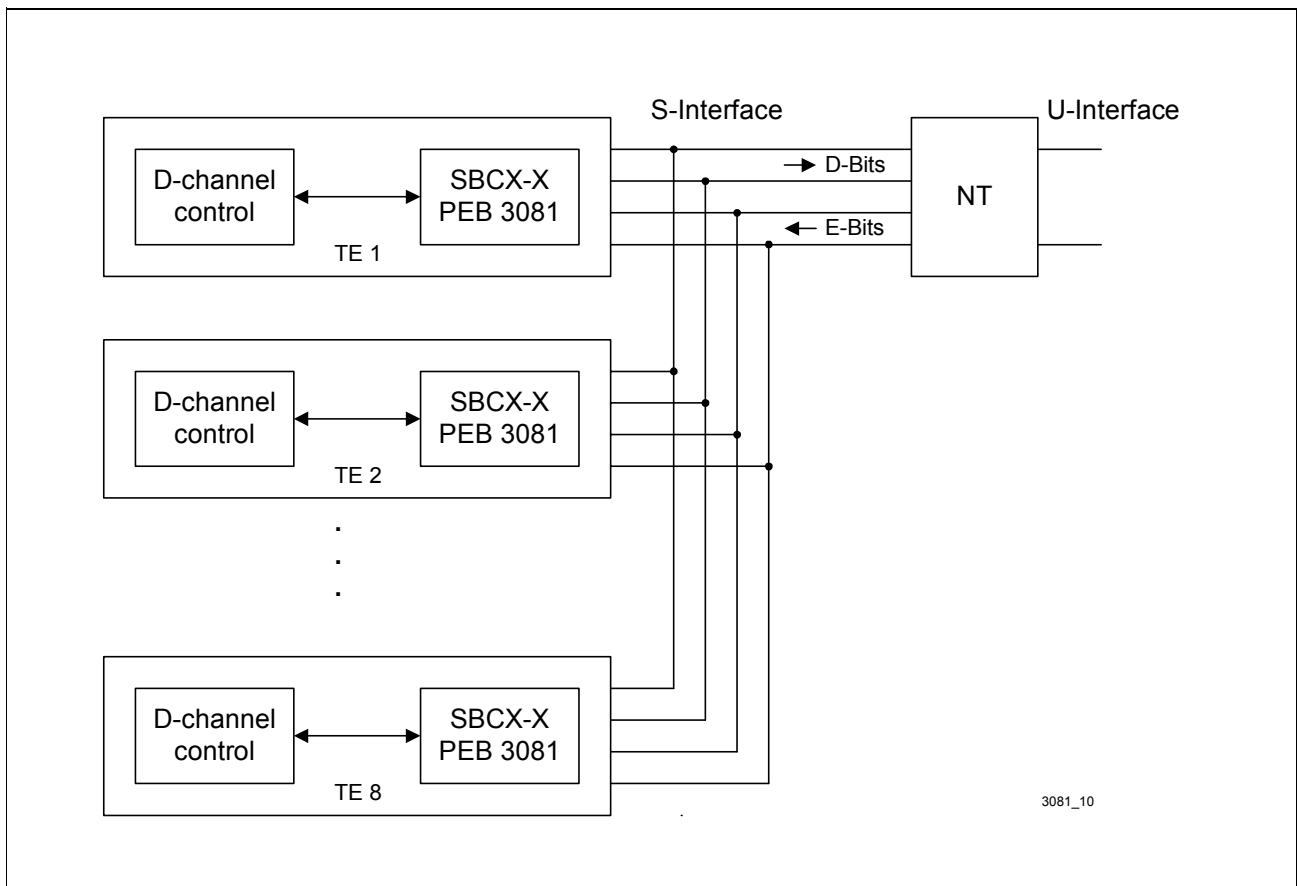 S-Interface
U-Interface
D-channel
control
SBCX-X
PEB 3081
TE 1
D-Bits
E-Bits
NT
D-channel
control
SBCX-X
PEB 3081
TE 2
.
.
.
D-channel
control
SBCX-X
PEB 3081
TE 8
3081_10